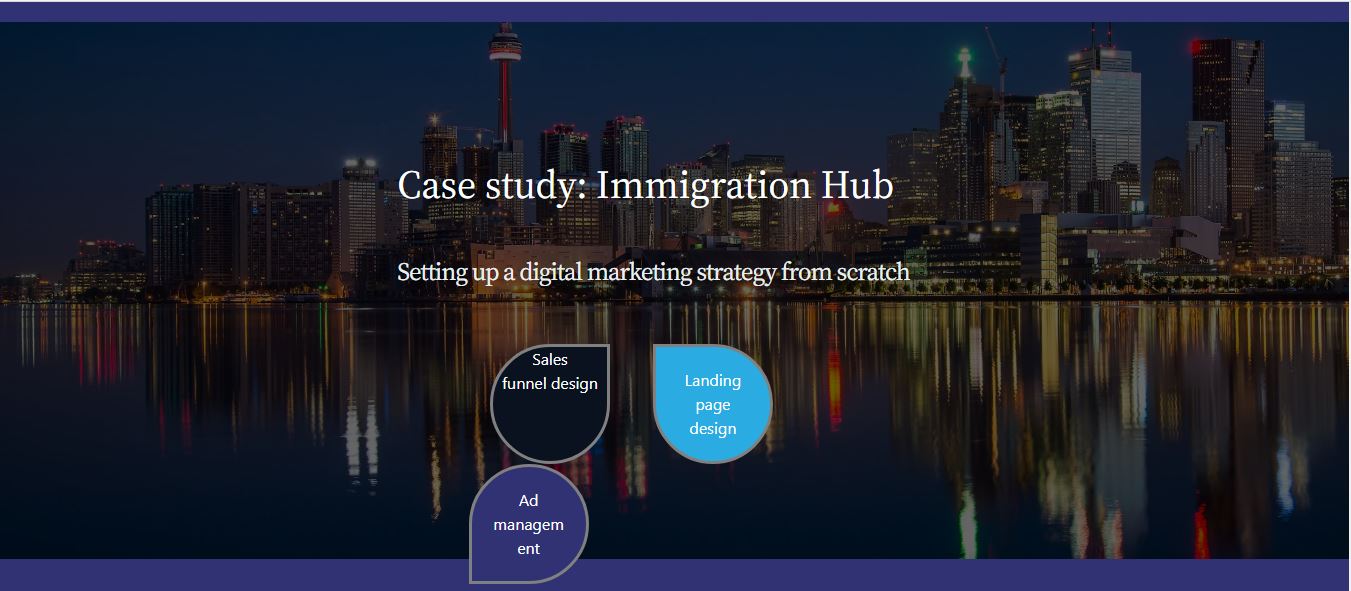 Case study: Immigration Hub
Setting up a digital marketing strategy from scratch
Sales
funnel design
Landing
page
design
Ad
managem
ent